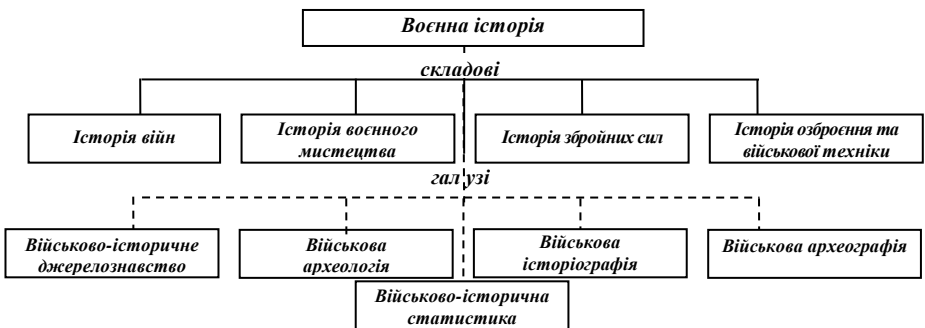 Воєнна історія
складові
Історія війн
Історія воєнного
мистецтва
Історія збройних сил
Історія озброєння та
військової техніки
галузі
Військово-історичне
джерелознавство
Військова
археологія
Військова
історіографія
Військова археографія
Військово-історична
статистика